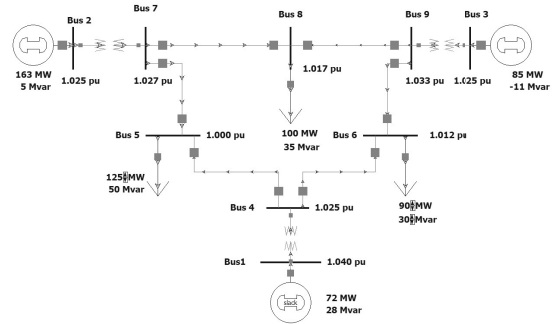 Bus 2
Bus 7
Bus 8
Bus 9
Bus 3
163 MW
5 Mvar
1.025 pu
1.027 pu
1.017 pu
1.033 pu
1.025 pu
85 MW
-11 Mvar
100 MW
35 Mvar
Bus 5
1.000 pu
Bus 6
1.012 pu
125 MW
50 Mvar
Bus 4
1.025 pu
90 MW
30 Mvar
Bus1
1.040 pu
slack
72 MW
28 Mvar